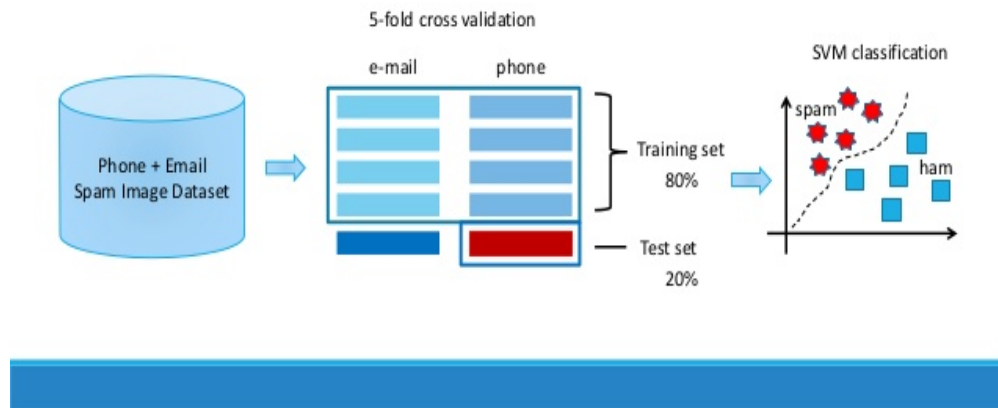 5-fold cross validation
e-mail
phone
SVM classification
Phone + Email
Spam Image Dataset
Training set
80%
Test set
20%
spam
ham